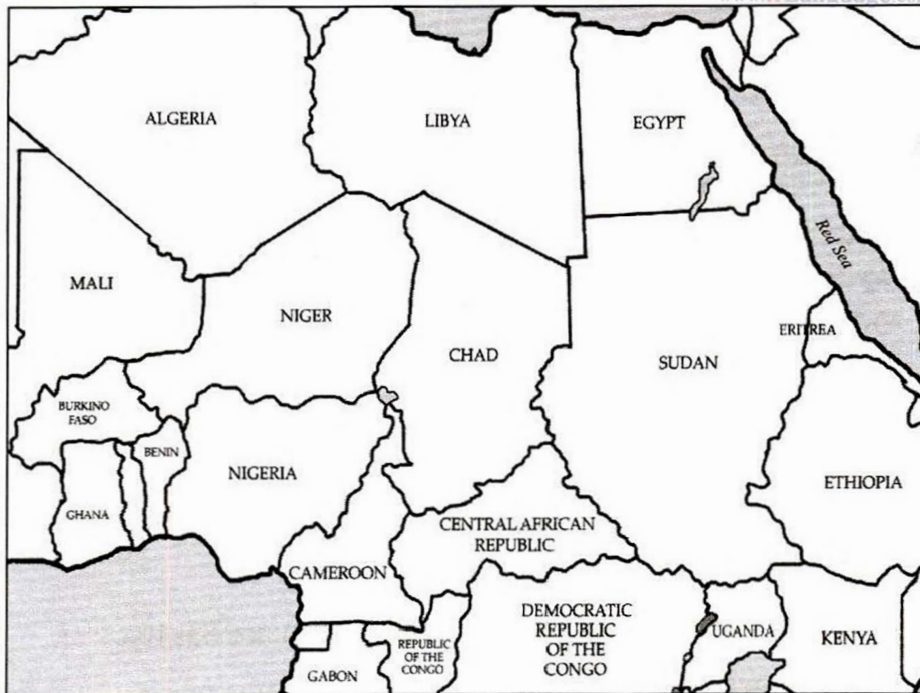 ALGERIA
LIBYA
EGYPT
Red Sea
MALI
NIGER
CHAD
SUDAN
ERITREA
BURKINO
FASO
BENIN
NIGERIA
ETHIOPIA
GHANA
CENTRAL AFRICAN
REPUBLIC
CAMEROON
DEMOCRATIC
REPUBLIC
OF THE
CONGO
REPUBLIC
OF THE
CONGO
UGANDA
KENYA
GABON